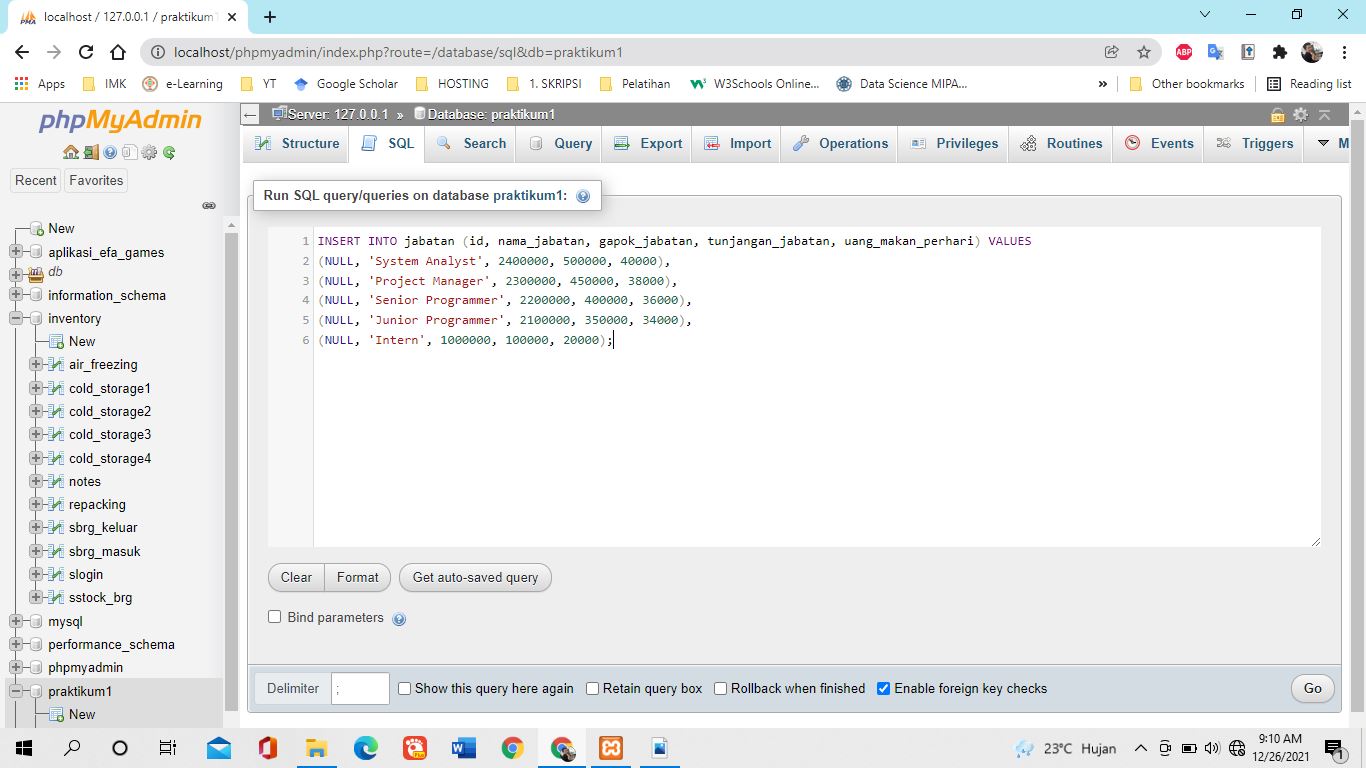 localhost / 127.0.0.1 / praktikum1
localhost/phpmyadmin/index.php?route=/database/sql&db=praktikum1
ABP
Apps
IMK
e-Learning
YT
Google Scholar
HOSTING
1. SKRIPSI
Pelatihan
W3Schools Online...
Data Science MIPA...
»
Other bookmarks
Reading list
phpMyAdmin
Recent
Favorites
New
aplikasi_efa_games
db
information_schema
inventory
New
air_freezing
cold_storage1
cold_storage2
cold_storage3
cold_storage4
notes
repacking
sbrg_keluar
sbrg_masuk
slogin
sstock_brg
mysql
performance_schema
phpmyadmin
praktikum1
New
Server: 127.0.0.1 » Database: praktikum1
Structure
SQL
Search
Query
Export
Import
Operations
Privileges
Routines
Events
Triggers
M
Run SQL query/queries on database praktikum1:
1 INSERT INTO jabatan (id, nama_jabatan, gapok_jabatan, tunjangan_jabatan, uang_makan_perhari) VALUES
2 (NULL, 'System Analyst', 2400000, 500000, 40000),
3 (NULL, 'Project Manager', 2300000, 450000, 38000),
4 (NULL, 'Senior Programmer', 2200000, 400000, 36000),
5 (NULL, 'Junior Programmer', 2100000, 350000, 34000),
6 (NULL, 'Intern', 1000000, 100000, 20000);
Clear
Format
Get auto-saved query
Bind parameters
Delimiter
;
Show this query here again
Retain query box
Rollback when finished
Enable foreign key checks
Go
23°C Hujan
9:10 AM
12/26/2021
1